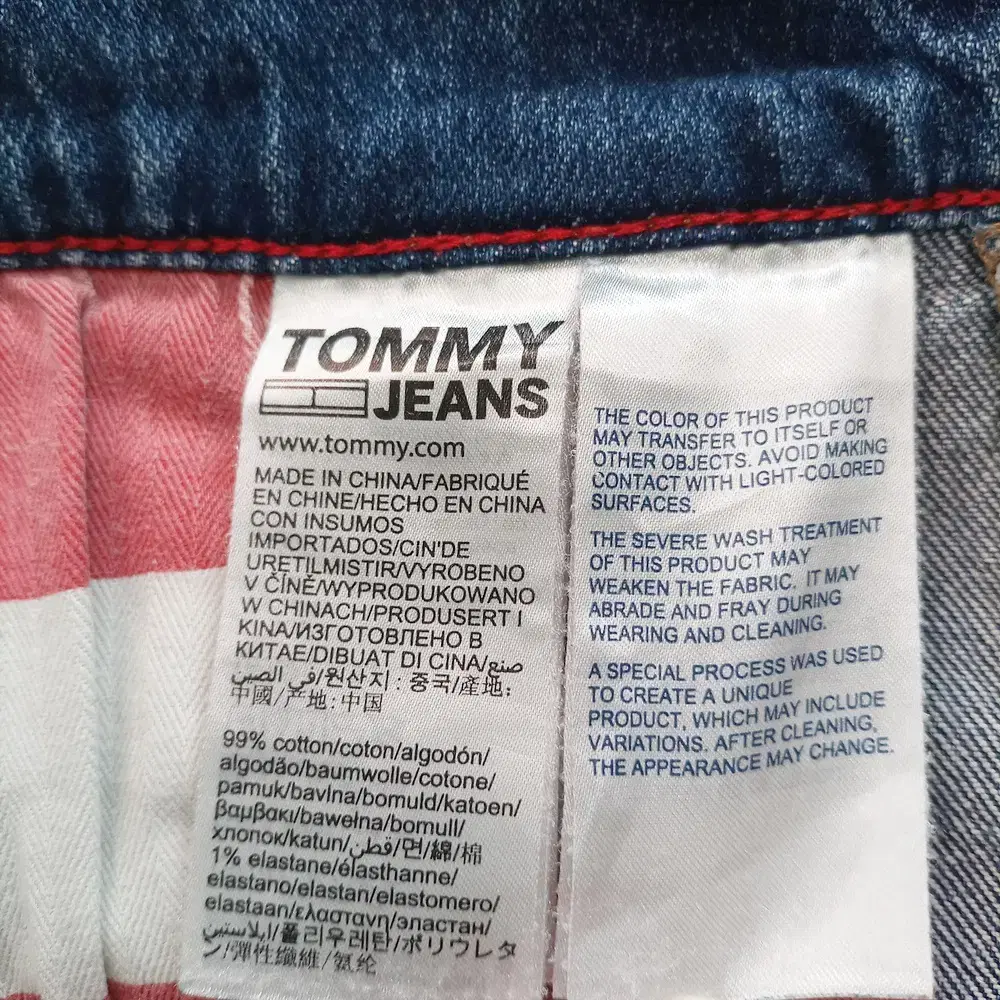 TOMMY
JEANS
www.tommy.com
MADE IN CHINA/FABRIQUÉ
EN CHINE/HECHO EN CHINA
CON INSUMOS
IMPORTADOS/CIN'DE
URETILMISTIR/VYROBENO
V ČÍNĚ/WYPRODUKOWANO
W CHINACH/PRODUSERT I
KINA/ИЗГОТОВЛЕНО В
КИТАЕ/DIBUAT DI CINA/صنع
في الصين/원산지 : 중국/產地:
中國/产地: 中国
99% cotton/coton/algodón/
algodão/baumwolle/cotone/
pamuk/bavlna/bomuld/katoen/
βαμβακι/bawełna/bomull/
хлопок/katun/قطن/면/綿/棉
1% elastane/élasthanne/
elastano/elastan/elastomero/
elastaan/ελαστανη/эластан/
ايلاستين/폴리우레탄/ポリウレタ
ン/彈性纖維/氨纶
THE COLOR OF THIS PRODUCT
MAY TRANSFER TO ITSELF OR
OTHER OBJECTS. AVOID MAKING
CONTACT WITH LIGHT-COLORED
SURFACES.
THE SEVERE WASH TREATMENT
OF THIS PRODUCT MAY
WEAKEN THE FABRIC. IT MAY
ABRADE AND FRAY DURING
WEARING AND CLEANING.
A SPECIAL PROCESS WAS USED
TO CREATE A UNIQUE
PRODUCT, WHICH MAY INCLUDE
VARIATIONS. AFTER CLEANING,
THE APPEARANCE MAY CHANGE.